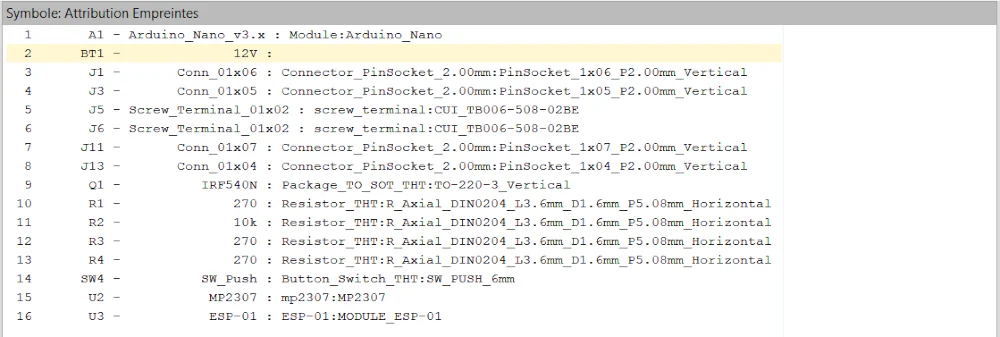 Symbole: Attribution Empreintes
1 A1 - Arduino_Nano_v3.x : Module:Arduino_Nano
2 BT1 - 12V :
3 J1 - Conn_01x06 : Connector_PinSocket_2.00mm:PinSocket_1x06_P2.00mm_Vertical
4 J3 - Conn_01x05 : Connector_PinSocket_2.00mm:PinSocket_1x05_P2.00mm_Vertical
5 J5 - Screw_Terminal_01x02 : screw_terminal:CUI_TB006-508-02BE
6 J6 - Screw_Terminal_01x02 : screw_terminal:CUI_TB006-508-02BE
7 J11 - Conn_01x07 : Connector_PinSocket_2.00mm:PinSocket_1x07_P2.00mm_Vertical
8 J13 - Conn_01x04 : Connector_PinSocket_2.00mm:PinSocket_1x04_P2.00mm_Vertical
9 Q1 - IRF540N : Package_TO_SOT_THT:TO-220-3_Vertical
10 R1 - 270 : Resistor_THT:R_Axial_DIN0204_L3.6mm_D1.6mm_P5.08mm_Horizontal
11 R2 - 10k : Resistor_THT:R_Axial_DIN0204_L3.6mm_D1.6mm_P5.08mm_Horizontal
12 R3 - 270 : Resistor_THT:R_Axial_DIN0204_L3.6mm_D1.6mm_P5.08mm_Horizontal
13 R4 - 270 : Resistor_THT:R_Axial_DIN0204_L3.6mm_D1.6mm_P5.08mm_Horizontal
14 SW4 - SW_Push : Button_Switch_THT:SW_PUSH_6mm
15 U2 - MP2307 : mp2307:MP2307
16 U3 - ESP-01 : ESP-01:MODULE_ESP-01